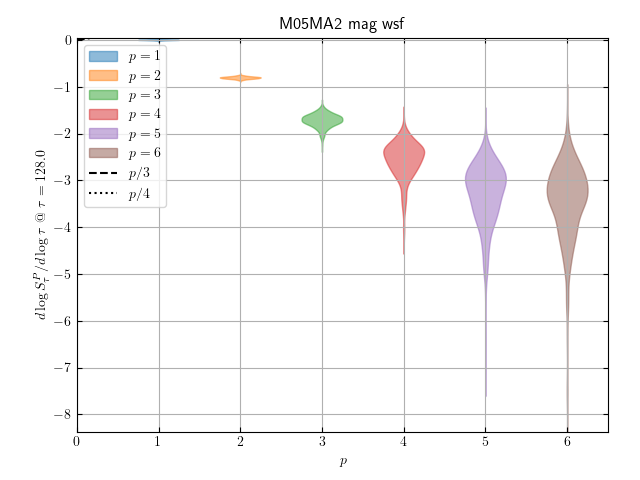 M05MA2 mag wsf
p = 1
p = 2
p = 3
p = 4
p = 5
p = 6
p/3
p/4
d log S_τ^P / d log τ @ τ = 128.0
0
−1
−2
−3
−4
−5
−6
−7
−8
0 1 2 3 4 5 6
p